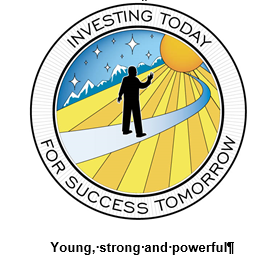 INVESTING TODAY
FOR SUCCESS TOMORROW
Young,·strong·and·powerful¶